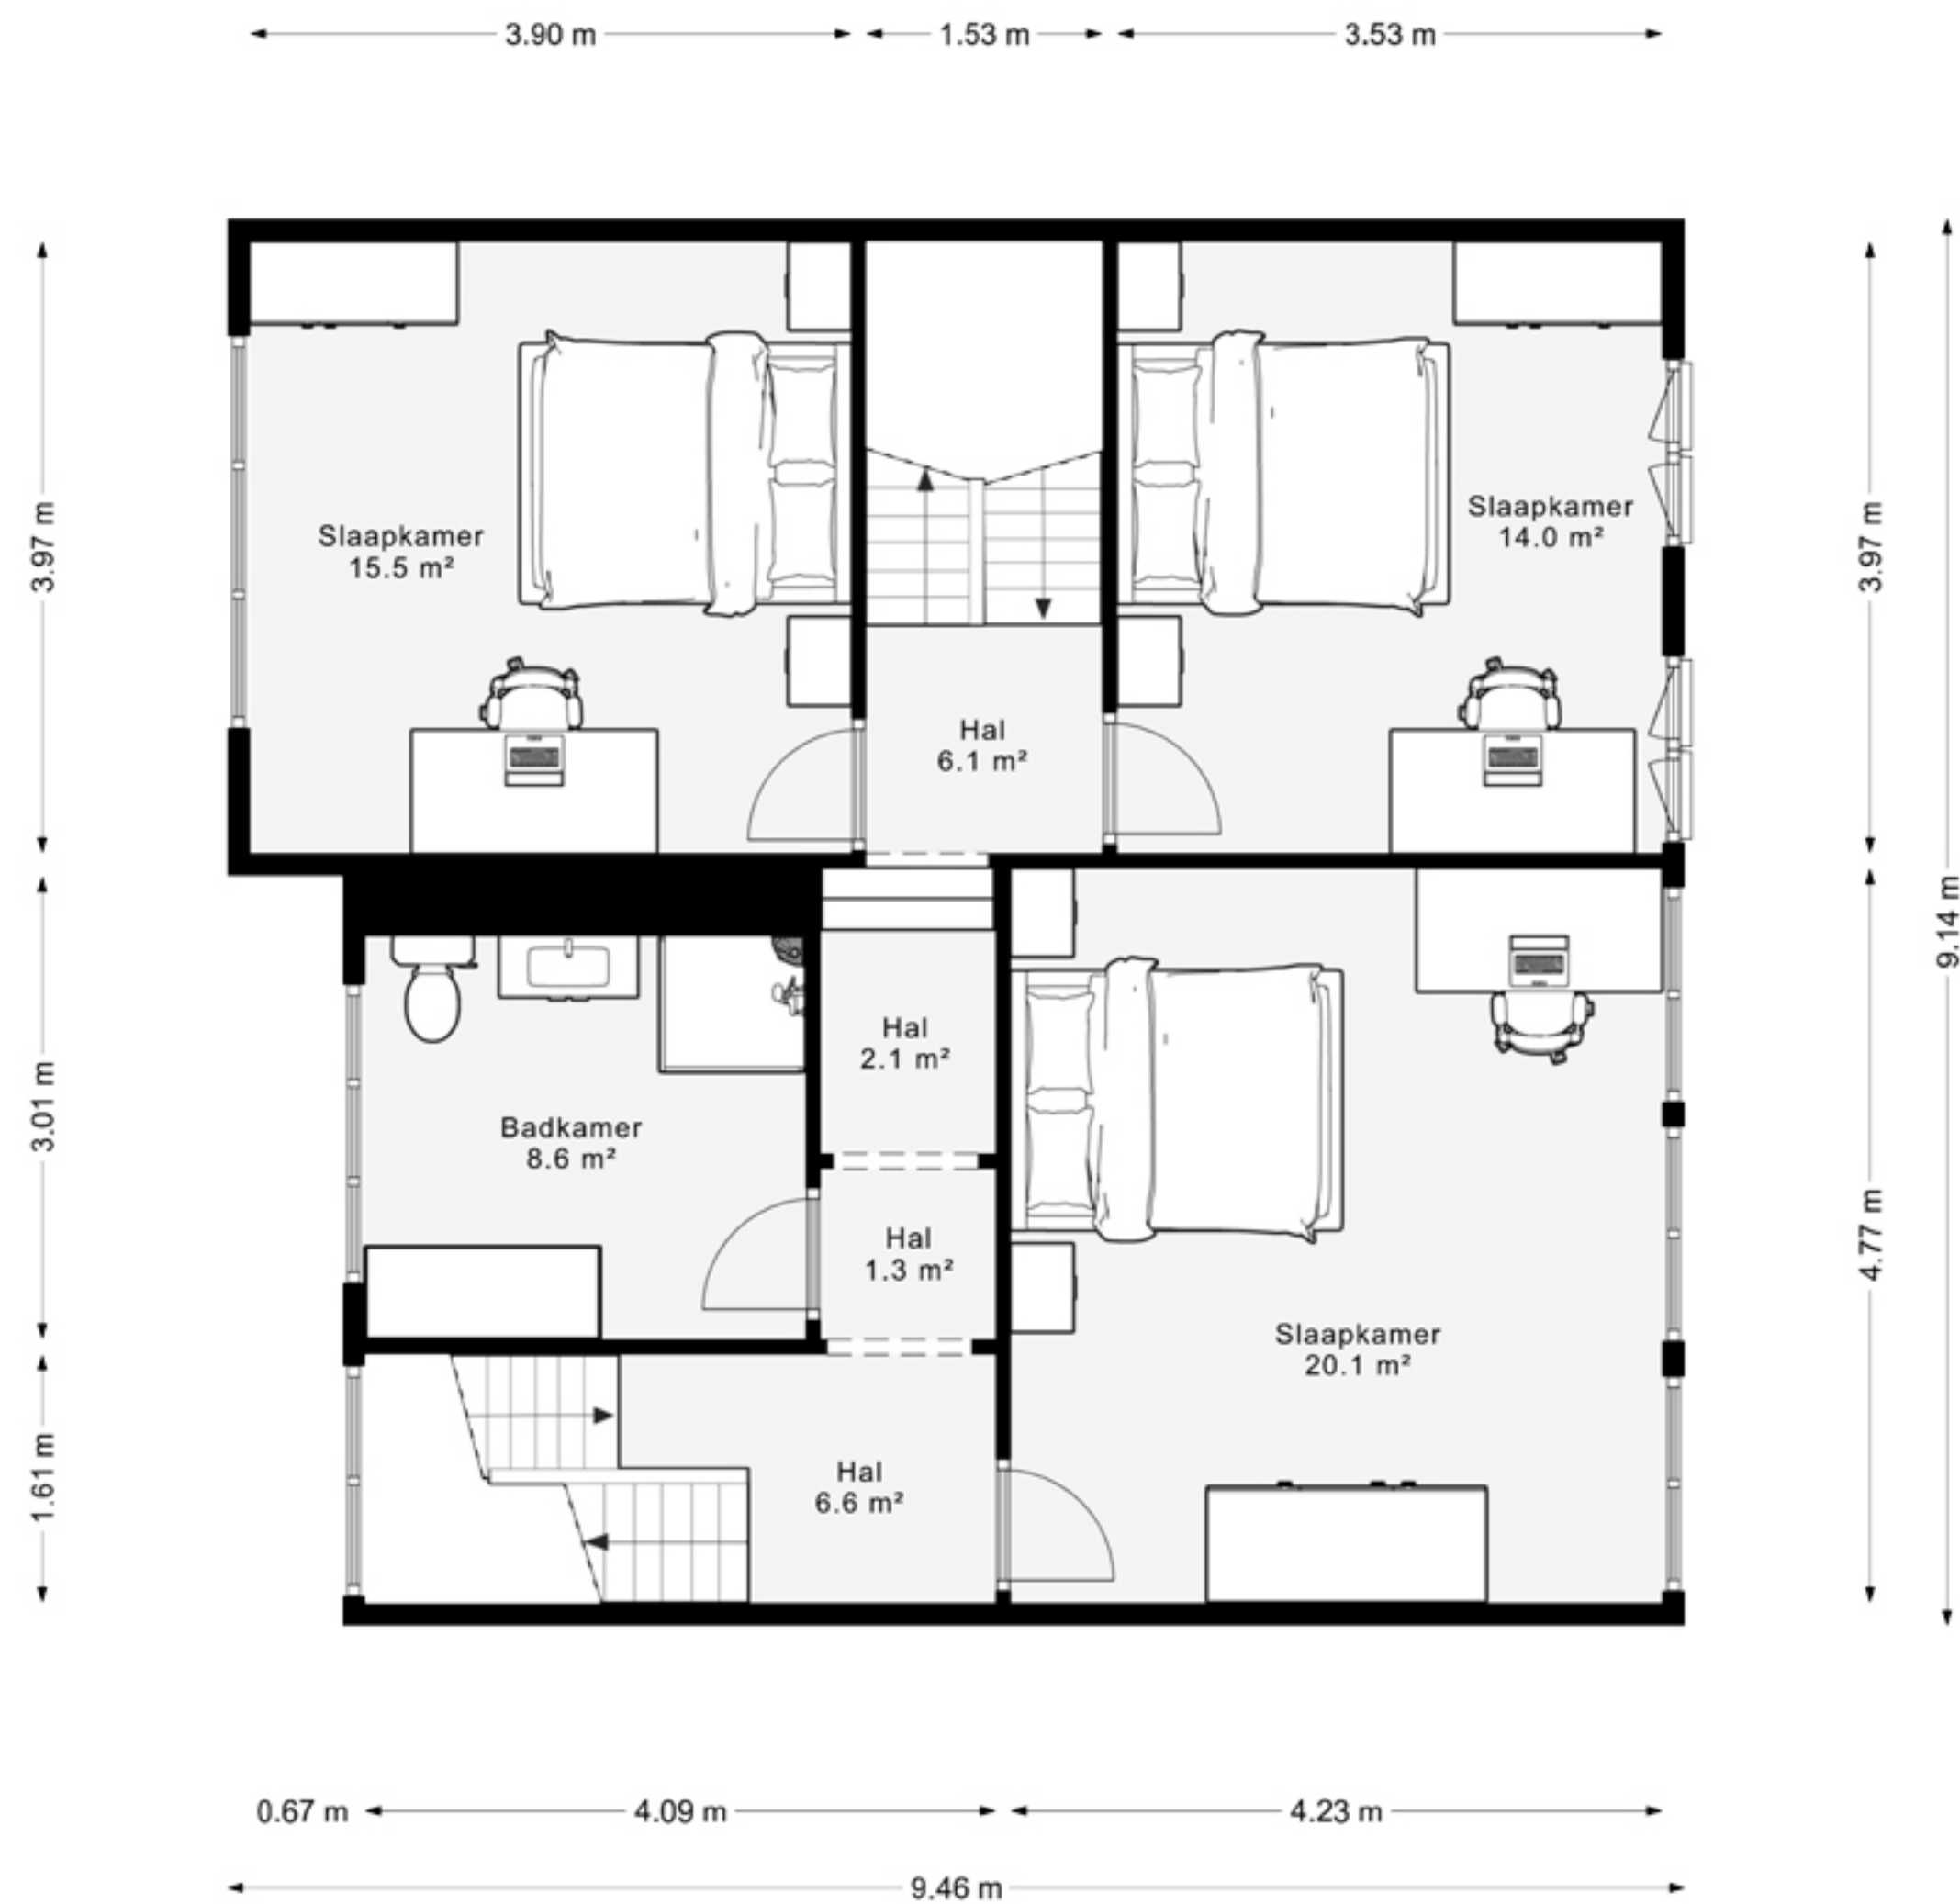 3.90 m
1.53 m
3.53 m
3.97 m
Slaapkamer
15.5 m²
Slaapkamer
14.0 m²
3.97 m
Hal
6.1 m²
9.14 m
Hal
2.1 m²
3.01 m
Badkamer
8.6 m²
4.77 m
Hal
1.3 m²
Slaapkamer
20.1 m²
1.61 m
Hal
6.6 m²
0.67 m
4.09 m
4.23 m
9.46 m